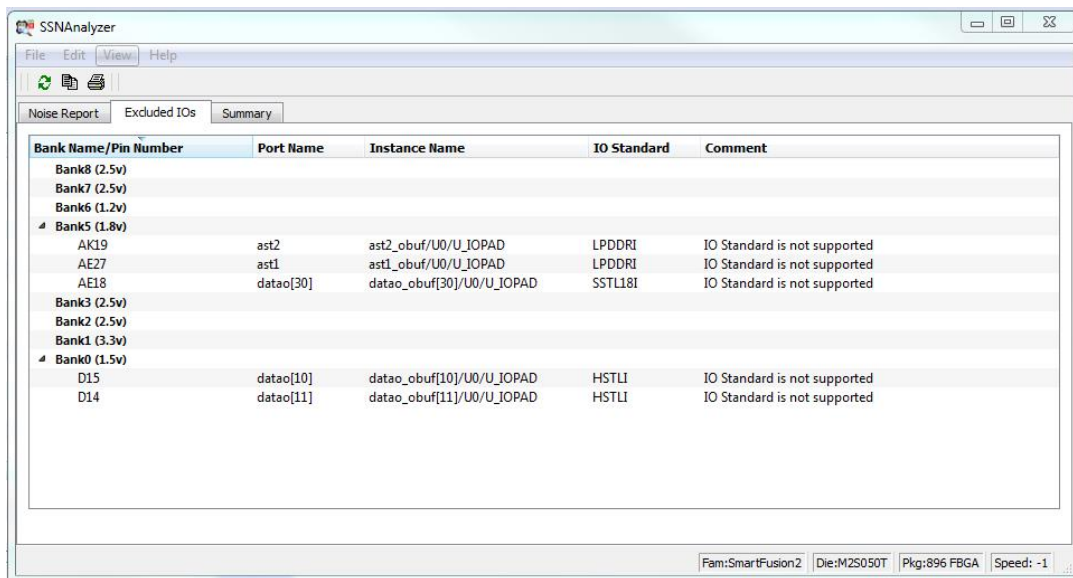 SSNAnalyzer
File Edit View Help
Noise Report Excluded IOs Summary
Bank Name/Pin Number Port Name Instance Name IO Standard Comment
Bank8 (2.5v)
Bank7 (2.5v)
Bank6 (1.2v)
Bank5 (1.8v)
AK19 ast2 ast2_obuf/U0/U_IOPAD LPDDRI IO Standard is not supported
AE27 ast1 ast1_obuf/U0/U_IOPAD LPDDRI IO Standard is not supported
AE18 datao[30] datao_obuf[30]/U0/U_IOPAD SSTL18I IO Standard is not supported
Bank3 (2.5v)
Bank2 (2.5v)
Bank1 (3.3v)
Bank0 (1.5v)
D15 datao[10] datao_obuf[10]/U0/U_IOPAD HSTLI IO Standard is not supported
D14 datao[11] datao_obuf[11]/U0/U_IOPAD HSTLI IO Standard is not supported
Fam:SmartFusion2 Die:M2S050T Pkg:896 FBGA Speed: -1